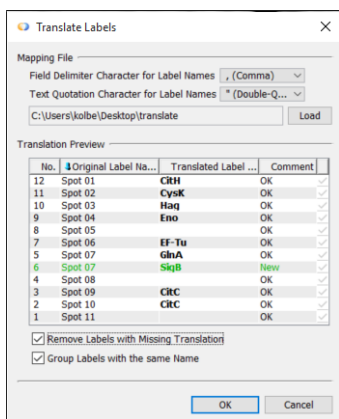 Translate Labels
Mapping File
Field Delimiter Character for Label Names , (Comma)
Text Quotation Character for Label Names " (Double-Q...
C:\Users\kolbe\Desktop\translate Load
Translation Preview
No. Original Label Na... Translated Label ... Comment
12 Spot 01 CitH OK
11 Spot 02 CysK OK
10 Spot 03 Hag OK
9 Spot 04 Eno OK
8 Spot 05 OK
7 Spot 06 EF-Tu OK
5 Spot 07 GlnA OK
6 Spot 07 SigB New
4 Spot 08 OK
3 Spot 09 CitC OK
2 Spot 10 CitC OK
1 Spot 11 OK
Remove Labels with Missing Translation
Group Labels with the same Name
OK Cancel